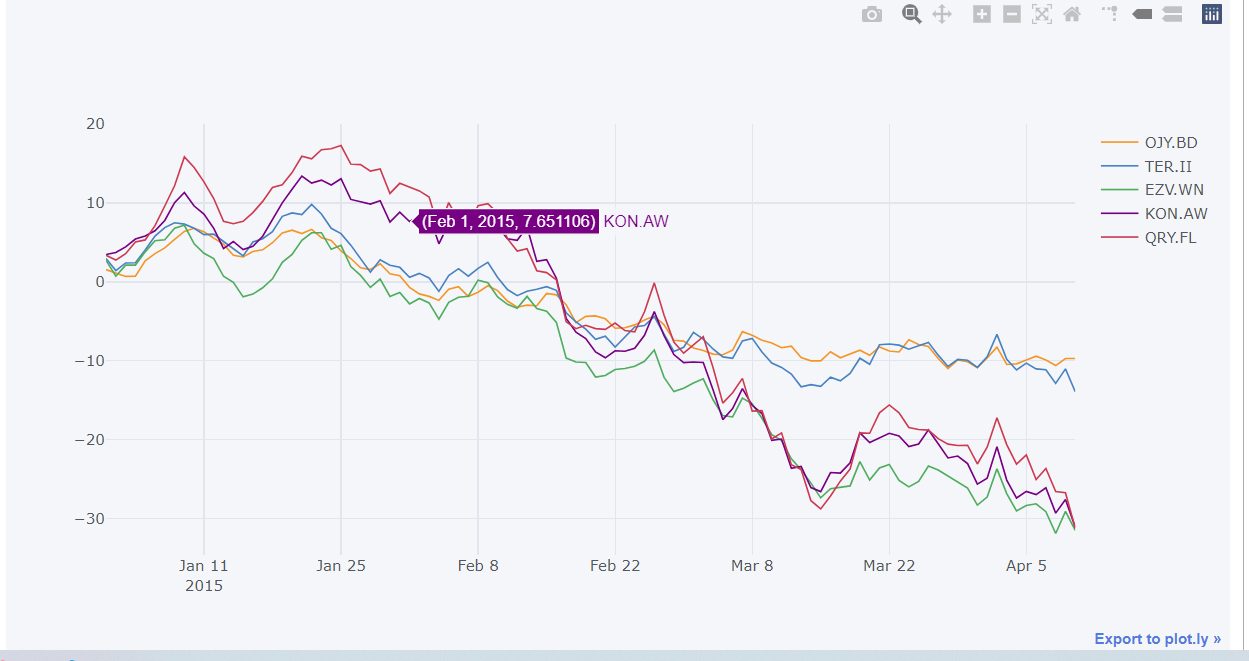 20
10
0
−10
−20
−30
(Feb 1, 2015, 7.651106) KON.AW
OJY.BD
TER.II
EZV.WN
KON.AW
QRY.FL
Jan 11 Jan 25 Feb 8 Feb 22 Mar 8 Mar 22 Apr 5
2015
Export to plot.ly »